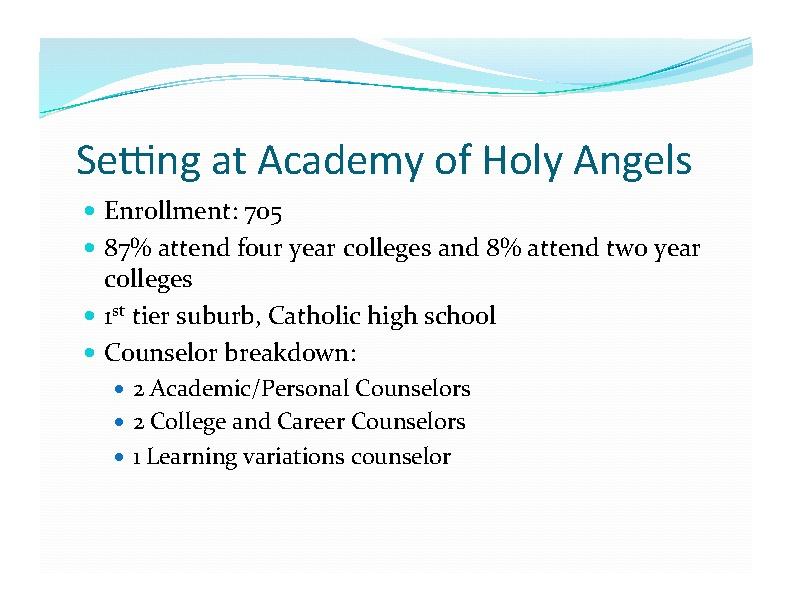 Setting at Academy of Holy Angels
• Enrollment: 705
• 87% attend four year colleges and 8% attend two year
colleges
• 1st tier suburb, Catholic high school
• Counselor breakdown:
• 2 Academic/Personal Counselors
• 2 College and Career Counselors
• 1 Learning variations counselor